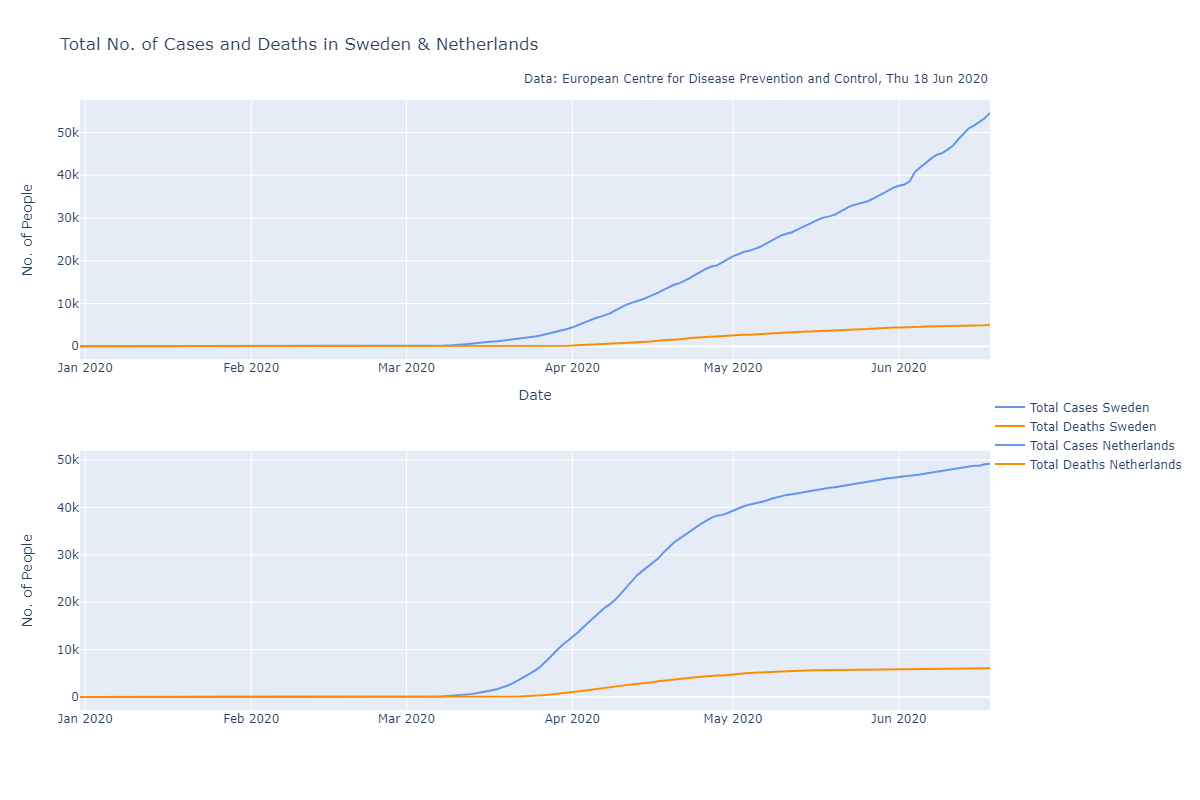 Total No. of Cases and Deaths in Sweden & Netherlands
Data: European Centre for Disease Prevention and Control, Thu 18 Jun 2020
No. of People
50k
40k
30k
20k
10k
0
Jan 2020 Feb 2020 Mar 2020 Apr 2020 May 2020 Jun 2020
Date
Total Cases Sweden
Total Deaths Sweden
Total Cases Netherlands
Total Deaths Netherlands
No. of People
50k
40k
30k
20k
10k
0
Jan 2020 Feb 2020 Mar 2020 Apr 2020 May 2020 Jun 2020